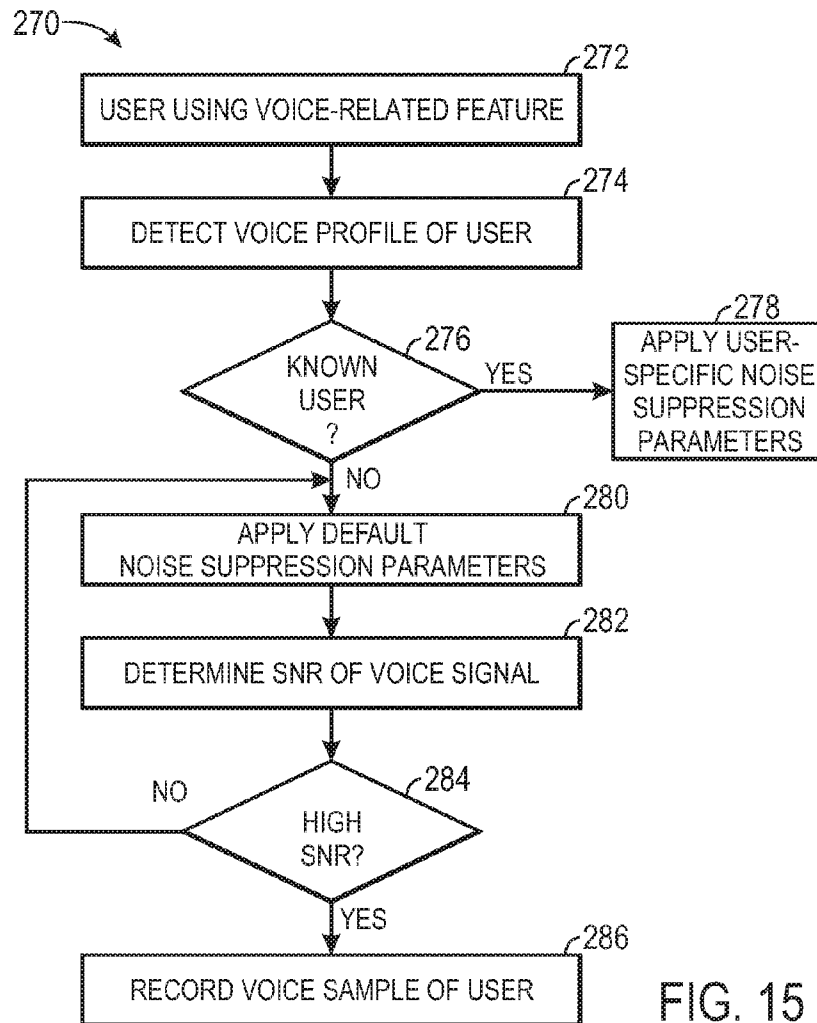 270
272
USER USING VOICE-RELATED FEATURE
274
DETECT VOICE PROFILE OF USER
276
KNOWN
USER
?
YES
278
APPLY USER-
SPECIFIC NOISE
SUPPRESSION
PARAMETERS
NO
280
APPLY DEFAULT
NOISE SUPPRESSION PARAMETERS
282
DETERMINE SNR OF VOICE SIGNAL
284
NO
HIGH
SNR?
YES
286
RECORD VOICE SAMPLE OF USER
FIG. 15